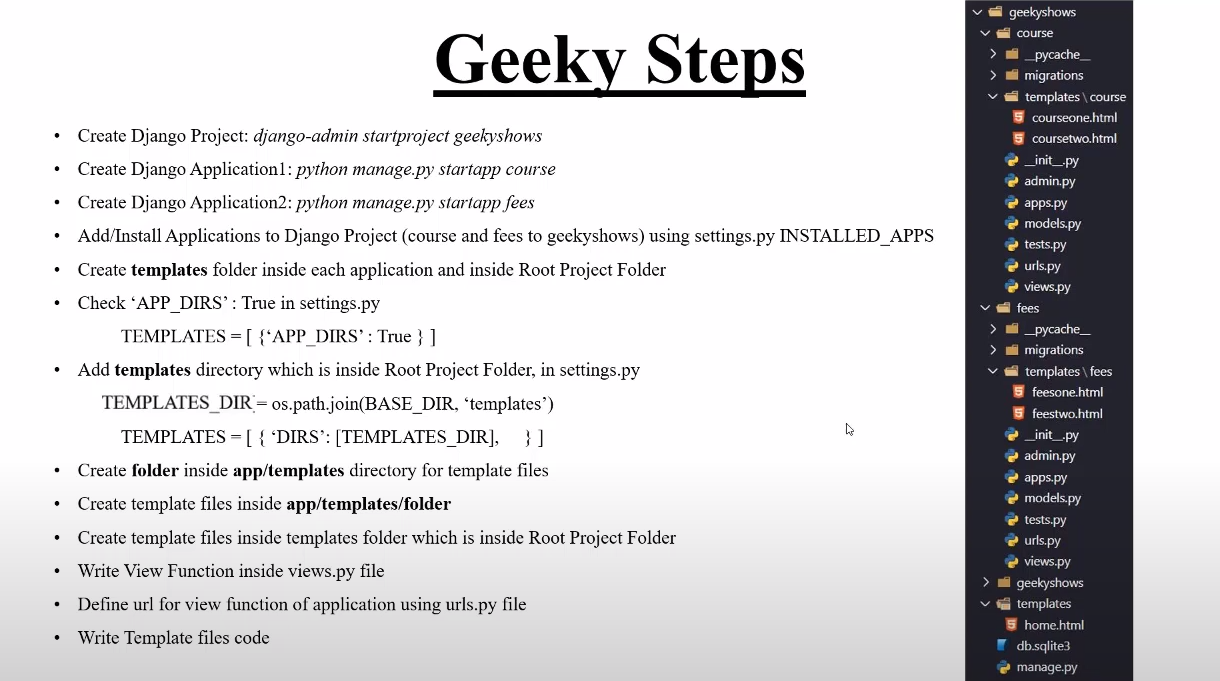 Geeky Steps
• Create Django Project: django-admin startproject geekyshows
• Create Django Application1: python manage.py startapp course
• Create Django Application2: python manage.py startapp fees
• Add/Install Applications to Django Project (course and fees to geekyshows) using settings.py INSTALLED_APPS
• Create templates folder inside each application and inside Root Project Folder
• Check ‘APP_DIRS’ : True in settings.py
TEMPLATES = [ {‘APP_DIRS’ : True } ]
• Add templates directory which is inside Root Project Folder, in settings.py
TEMPLATES_DIR = os.path.join(BASE_DIR, ‘templates’)
TEMPLATES = [ { ‘DIRS’: [TEMPLATES_DIR], } ]
• Create folder inside app/templates directory for template files
• Create template files inside app/templates/folder
• Create template files inside templates folder which is inside Root Project Folder
• Write View Function inside views.py file
• Define url for view function of application using urls.py file
• Write Template files code
geekyshows
course
__pycache__
migrations
templates \ course
courseone.html
coursetwo.html
__init__.py
admin.py
apps.py
models.py
tests.py
urls.py
views.py
fees
__pycache__
migrations
templates \ fees
feesone.html
feestwo.html
__init__.py
admin.py
apps.py
models.py
tests.py
urls.py
views.py
geekyshows
templates
home.html
db.sqlite3
manage.py